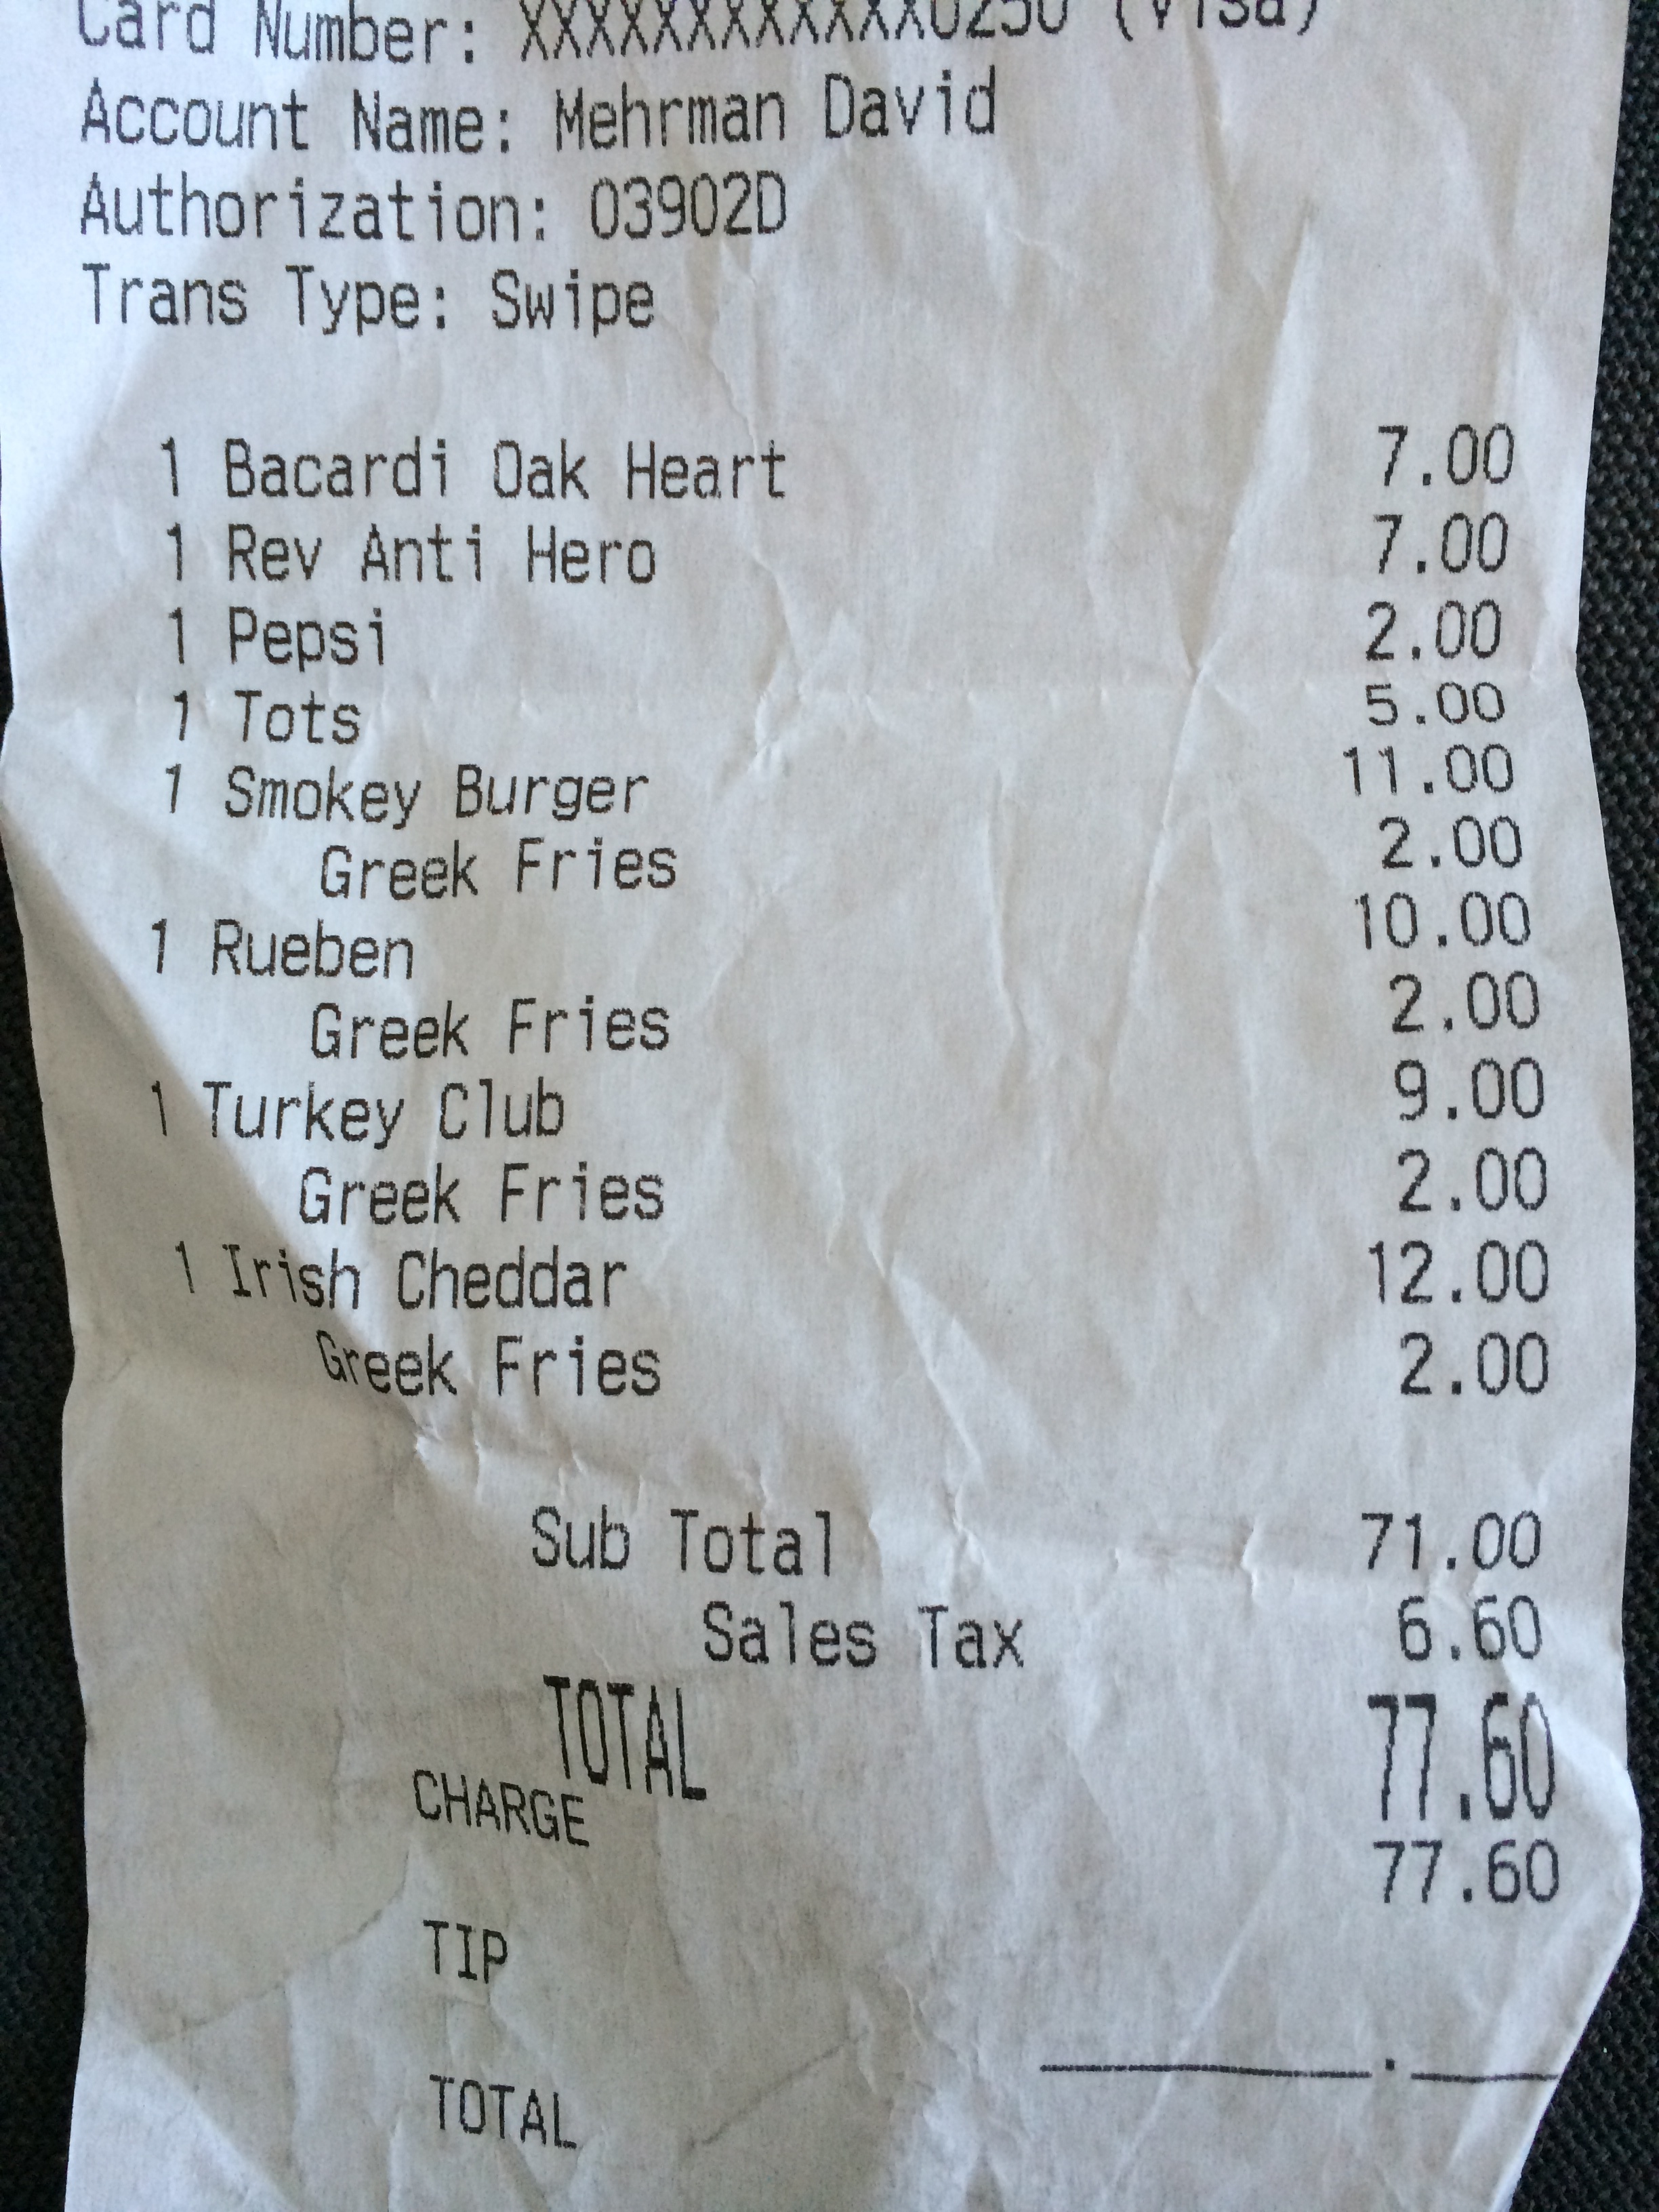 Card Number: XXXXXXXXXXXX0250 (Visa)
Account Name: Mehrman David
Authorization: 03902D
Trans Type: Swipe
1 Bacardi Oak Heart 7.00
1 Rev Anti Hero 7.00
1 Pepsi 2.00
1 Tots 5.00
1 Smokey Burger 11.00
Greek Fries 2.00
1 Rueben 10.00
Greek Fries 2.00
1 Turkey Club 9.00
Greek Fries 2.00
1 Irish Cheddar 12.00
Greek Fries 2.00
Sub Total 71.00
Sales Tax 6.60
TOTAL 77.60
CHARGE 77.60
TIP
TOTAL